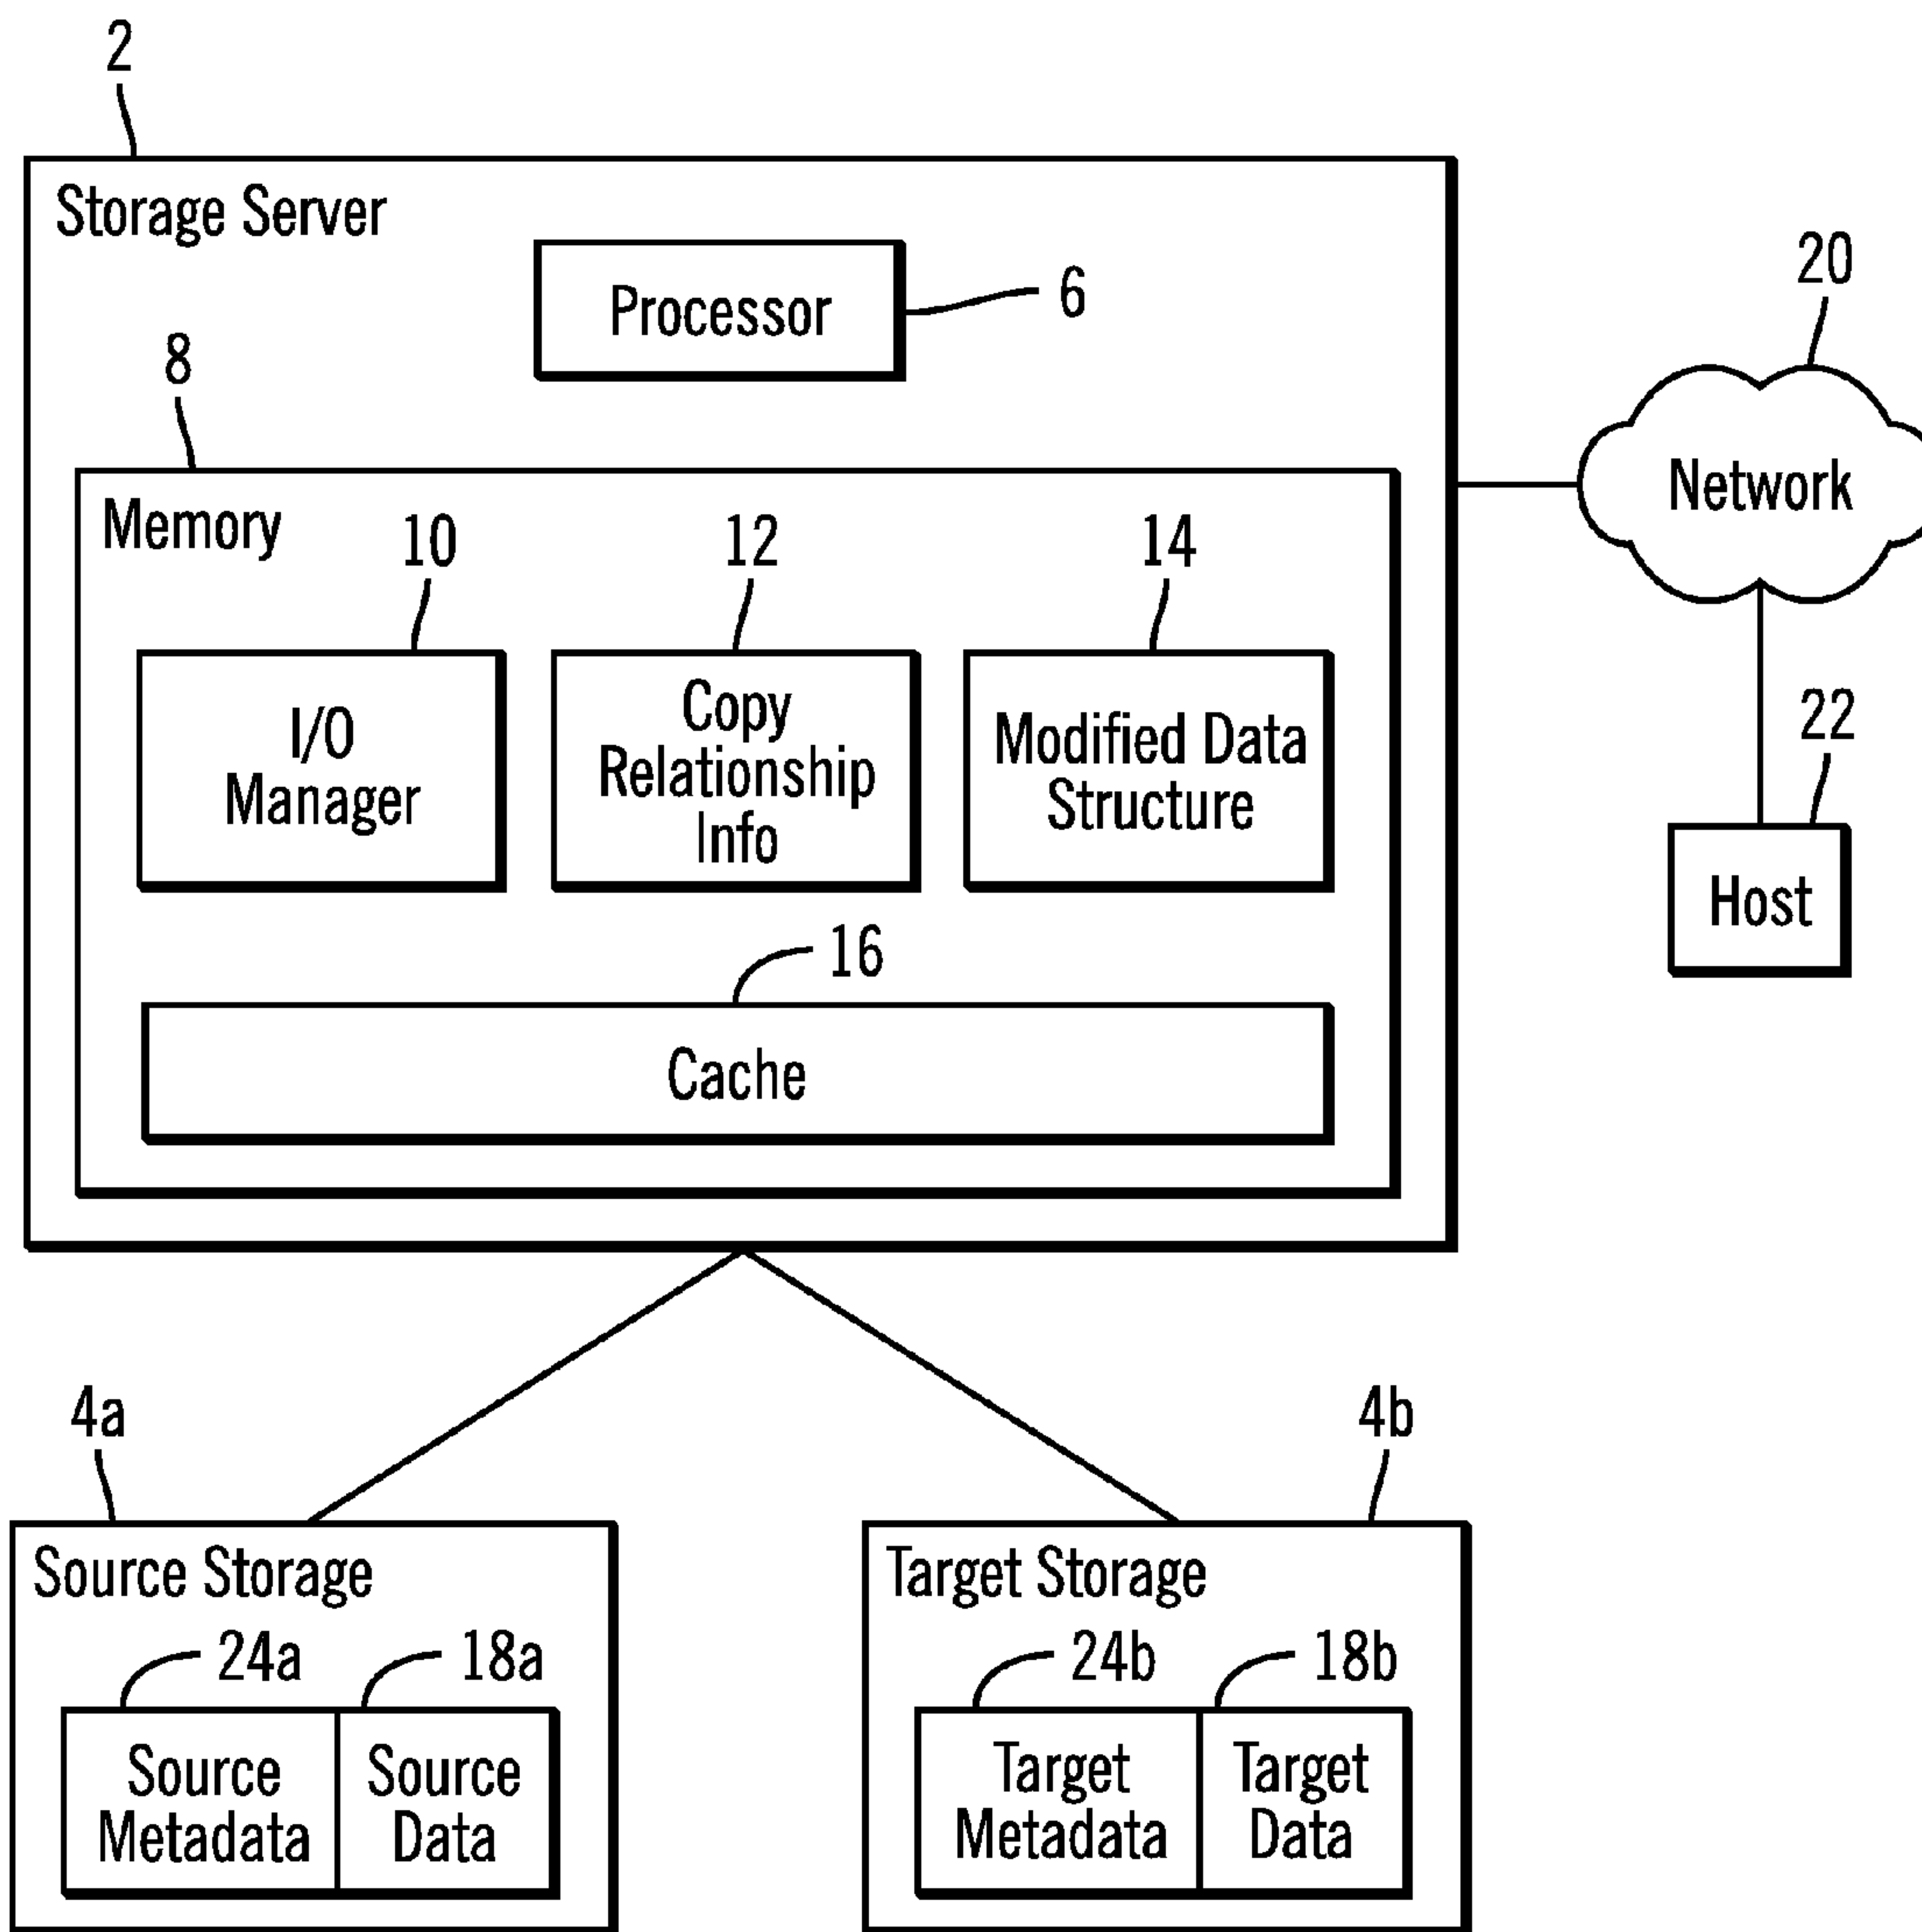 2
Storage Server
Processor
6
20
8
Memory
Network
10
12
14
I/O
Manager
Copy
Relationship
Info
Modified Data
Structure
22
Host
16
Cache
4a
4b
Source Storage
24a
18a
Source
Metadata
Source
Data
Target Storage
24b
18b
Target
Metadata
Target
Data